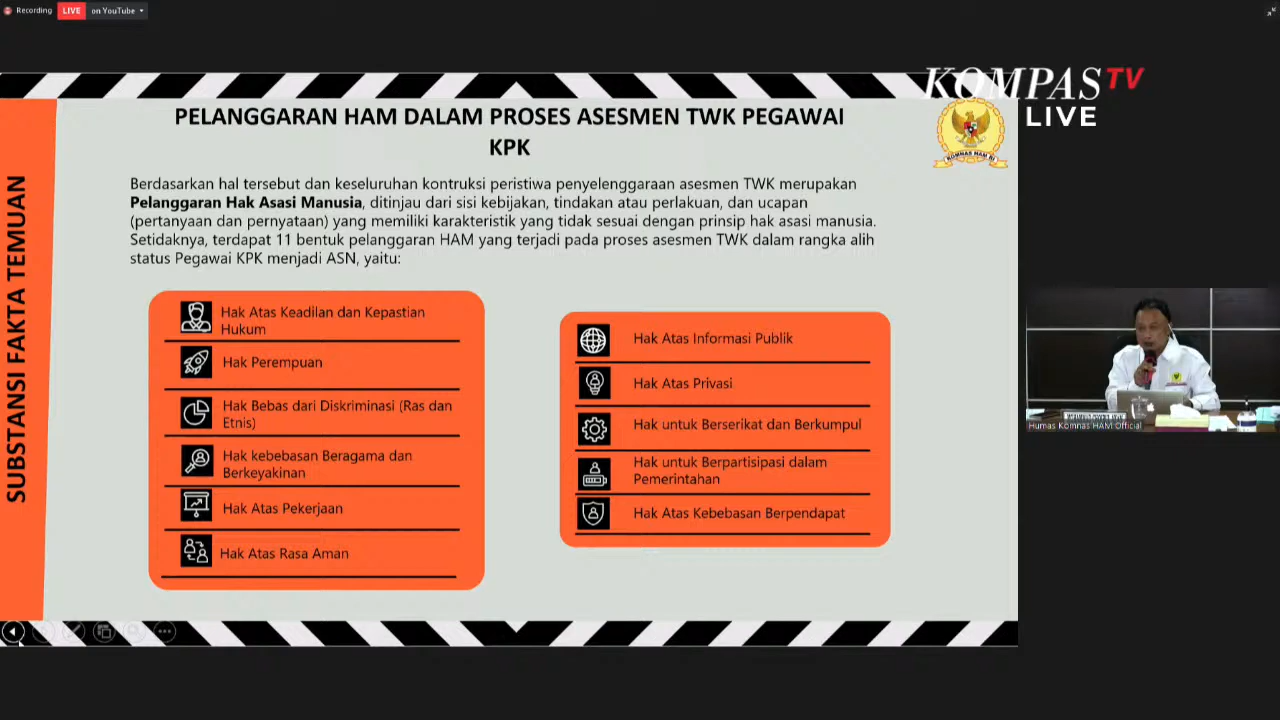 Recording
LIVE
on YouTube
KOMPAS TV
LIVE
KOMNAS HAM RI
SUBSTANSI FAKTA TEMUAN
PELANGGARAN HAM DALAM PROSES ASESMEN TWK PEGAWAI
KPK
Berdasarkan hal tersebut dan keseluruhan kontruksi peristiwa penyelenggaraan asesmen TWK merupakan
Pelanggaran Hak Asasi Manusia, ditinjau dari sisi kebijakan, tindakan atau perlakuan, dan ucapan
(pertanyaan dan pernyataan) yang memiliki karakteristik yang tidak sesuai dengan prinsip hak asasi manusia.
Setidaknya, terdapat 11 bentuk pelanggaran HAM yang terjadi pada proses asesmen TWK dalam rangka alih
status Pegawai KPK menjadi ASN, yaitu:
Hak Atas Keadilan dan Kepastian
Hukum
Hak Perempuan
Hak Bebas dari Diskriminasi (Ras dan
Etnis)
Hak kebebasan Beragama dan
Berkeyakinan
Hak Atas Pekerjaan
Hak Atas Rasa Aman
Hak Atas Informasi Publik
Hak Atas Privasi
Hak untuk Berserikat dan Berkumpul
Hak untuk Berpartisipasi dalam
Pemerintahan
Hak Atas Kebebasan Berpendapat
Humas Komnas HAM Official